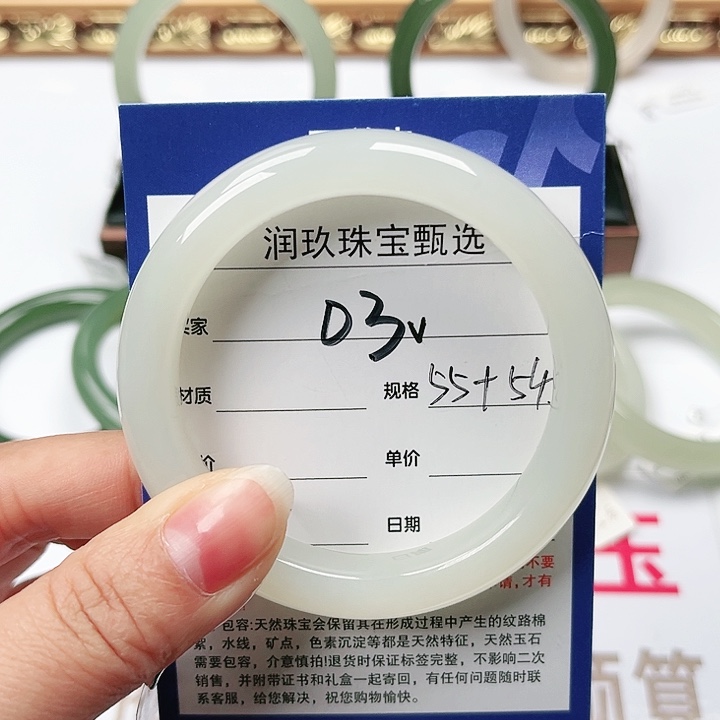 润玖珠宝甄选
家
D3v
材质
规格 55+54
价
单价
日期
不要
请,才有
包容:天然珠宝会保留其在形成过程中产生的纹路棉
絮,水线,矿点,色素沉淀等都是天然特征,天然玉石
需要包容,介意慎拍!退货时保证标签完整,不影响二次
销售,并附带证书和礼盒一起寄回,有任何问题随时联
系客服,给您解决,祝您购物愉快。
玉